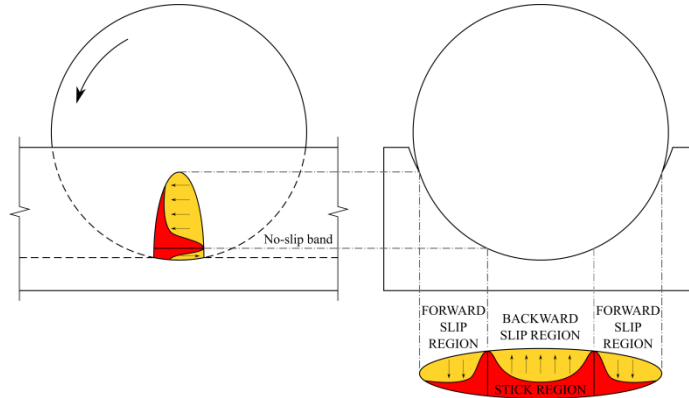 No-slip band
FORWARD
SLIP
REGION
BACKWARD
SLIP REGION
FORWARD
SLIP
REGION
STICK REGION